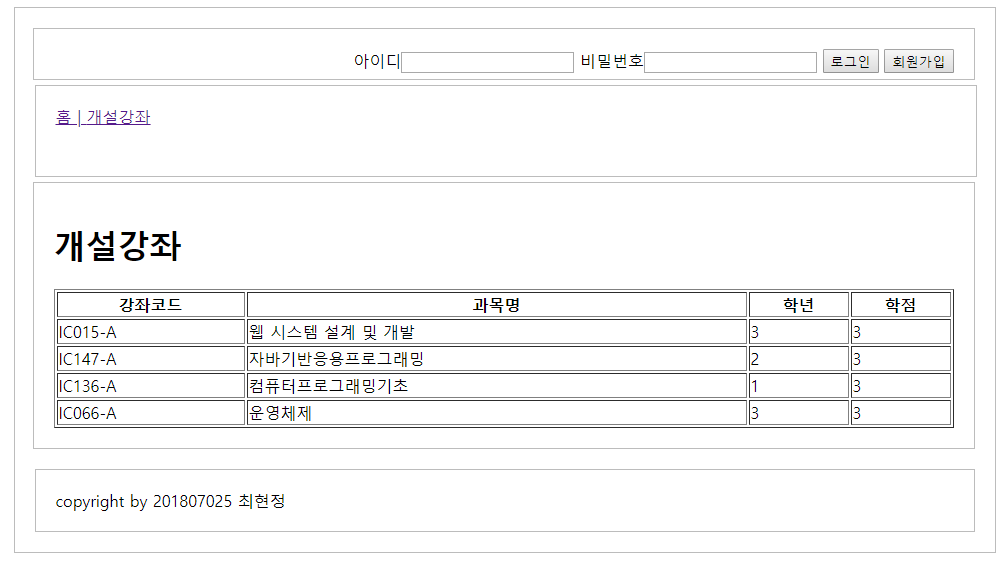 아이디 비밀번호 로그인 회원가입
홈 | 개설강좌
개설강좌
강좌코드 과목명 학년 학점
IC015-A 웹 시스템 설계 및 개발 3 3
IC147-A 자바기반응용프로그래밍 2 3
IC136-A 컴퓨터프로그래밍기초 1 3
IC066-A 운영체제 3 3
copyright by 201807025 최현정